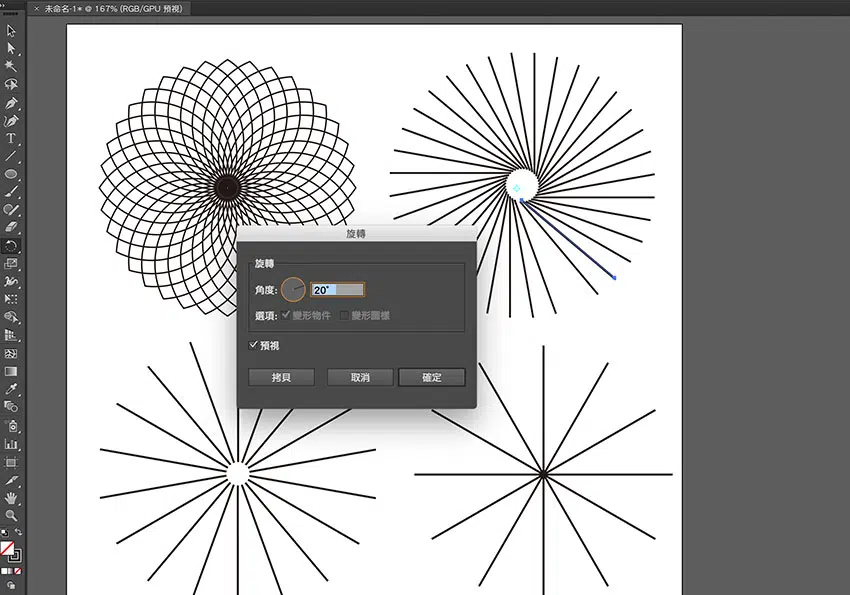 × 未命名-1* @ 167% (RGB/GPU 預視)
旋轉
旋轉
角度: 20°
選項: 變形物件 變形圖樣
預視
拷貝 取消 確定